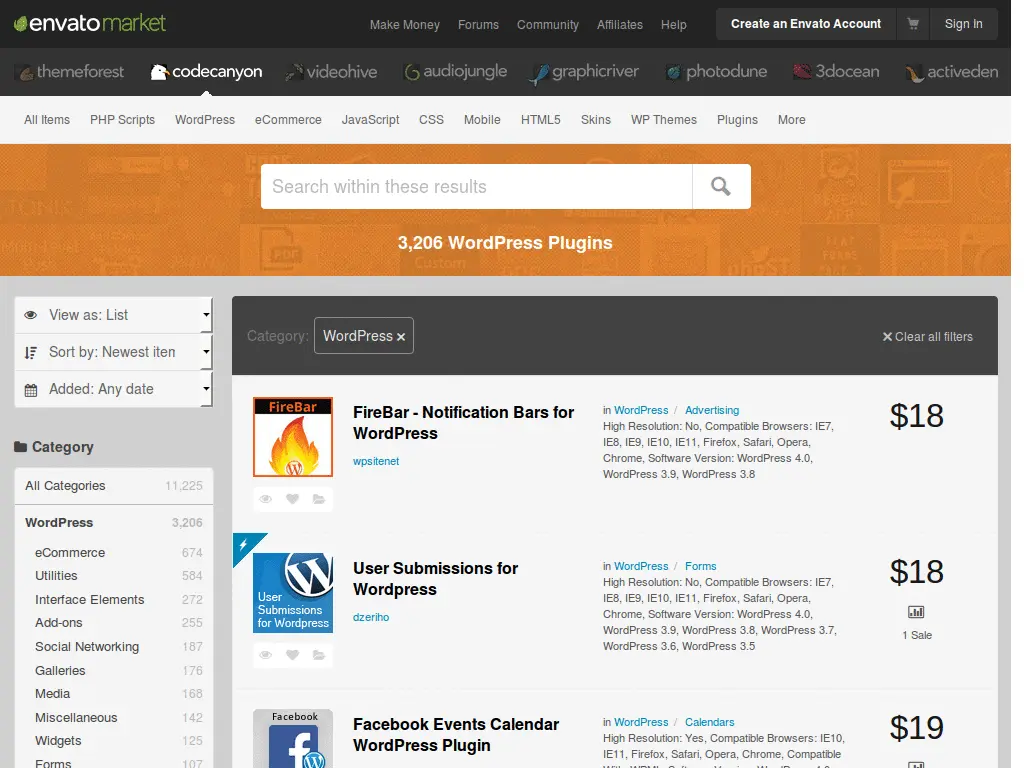 envato market
Make Money Forums Community Affiliates Help Create an Envato Account Sign In
themeforest codecanyon videohive audiojungle graphicriver photodune 3docean activeden
All Items PHP Scripts WordPress eCommerce JavaScript CSS Mobile HTML5 Skins WP Themes Plugins More
Search within these results
3,206 WordPress Plugins
View as: List
Sort by: Newest item
Added: Any date
Category
All Categories 11,225
WordPress 3,206
eCommerce 674
Utilities 584
Interface Elements 272
Add-ons 255
Social Networking 187
Galleries 176
Media 168
Miscellaneous 142
Widgets 125
Forms 107
Category: WordPress × × Clear all filters
FireBar
FireBar - Notification Bars for
WordPress
wpsitenet
in WordPress / Advertising
High Resolution: No, Compatible Browsers: IE7,
IE8, IE9, IE10, IE11, Firefox, Safari, Opera,
Chrome, Software Version: WordPress 4.0,
WordPress 3.9, WordPress 3.8
$18
User
Submissions
for Wordpress
User Submissions for
Wordpress
dzeriho
in WordPress / Forms
High Resolution: No, Compatible Browsers: IE7,
IE8, IE9, IE10, IE11, Firefox, Safari, Opera,
Chrome, Software Version: WordPress 4.0,
WordPress 3.9, WordPress 3.8, WordPress 3.7,
WordPress 3.6, WordPress 3.5
$18
1 Sale
Facebook
Facebook Events Calendar
WordPress Plugin
in WordPress / Calendars
High Resolution: Yes, Compatible Browsers: IE10,
IE11, Firefox, Safari, Opera, Chrome, Compatible
$19